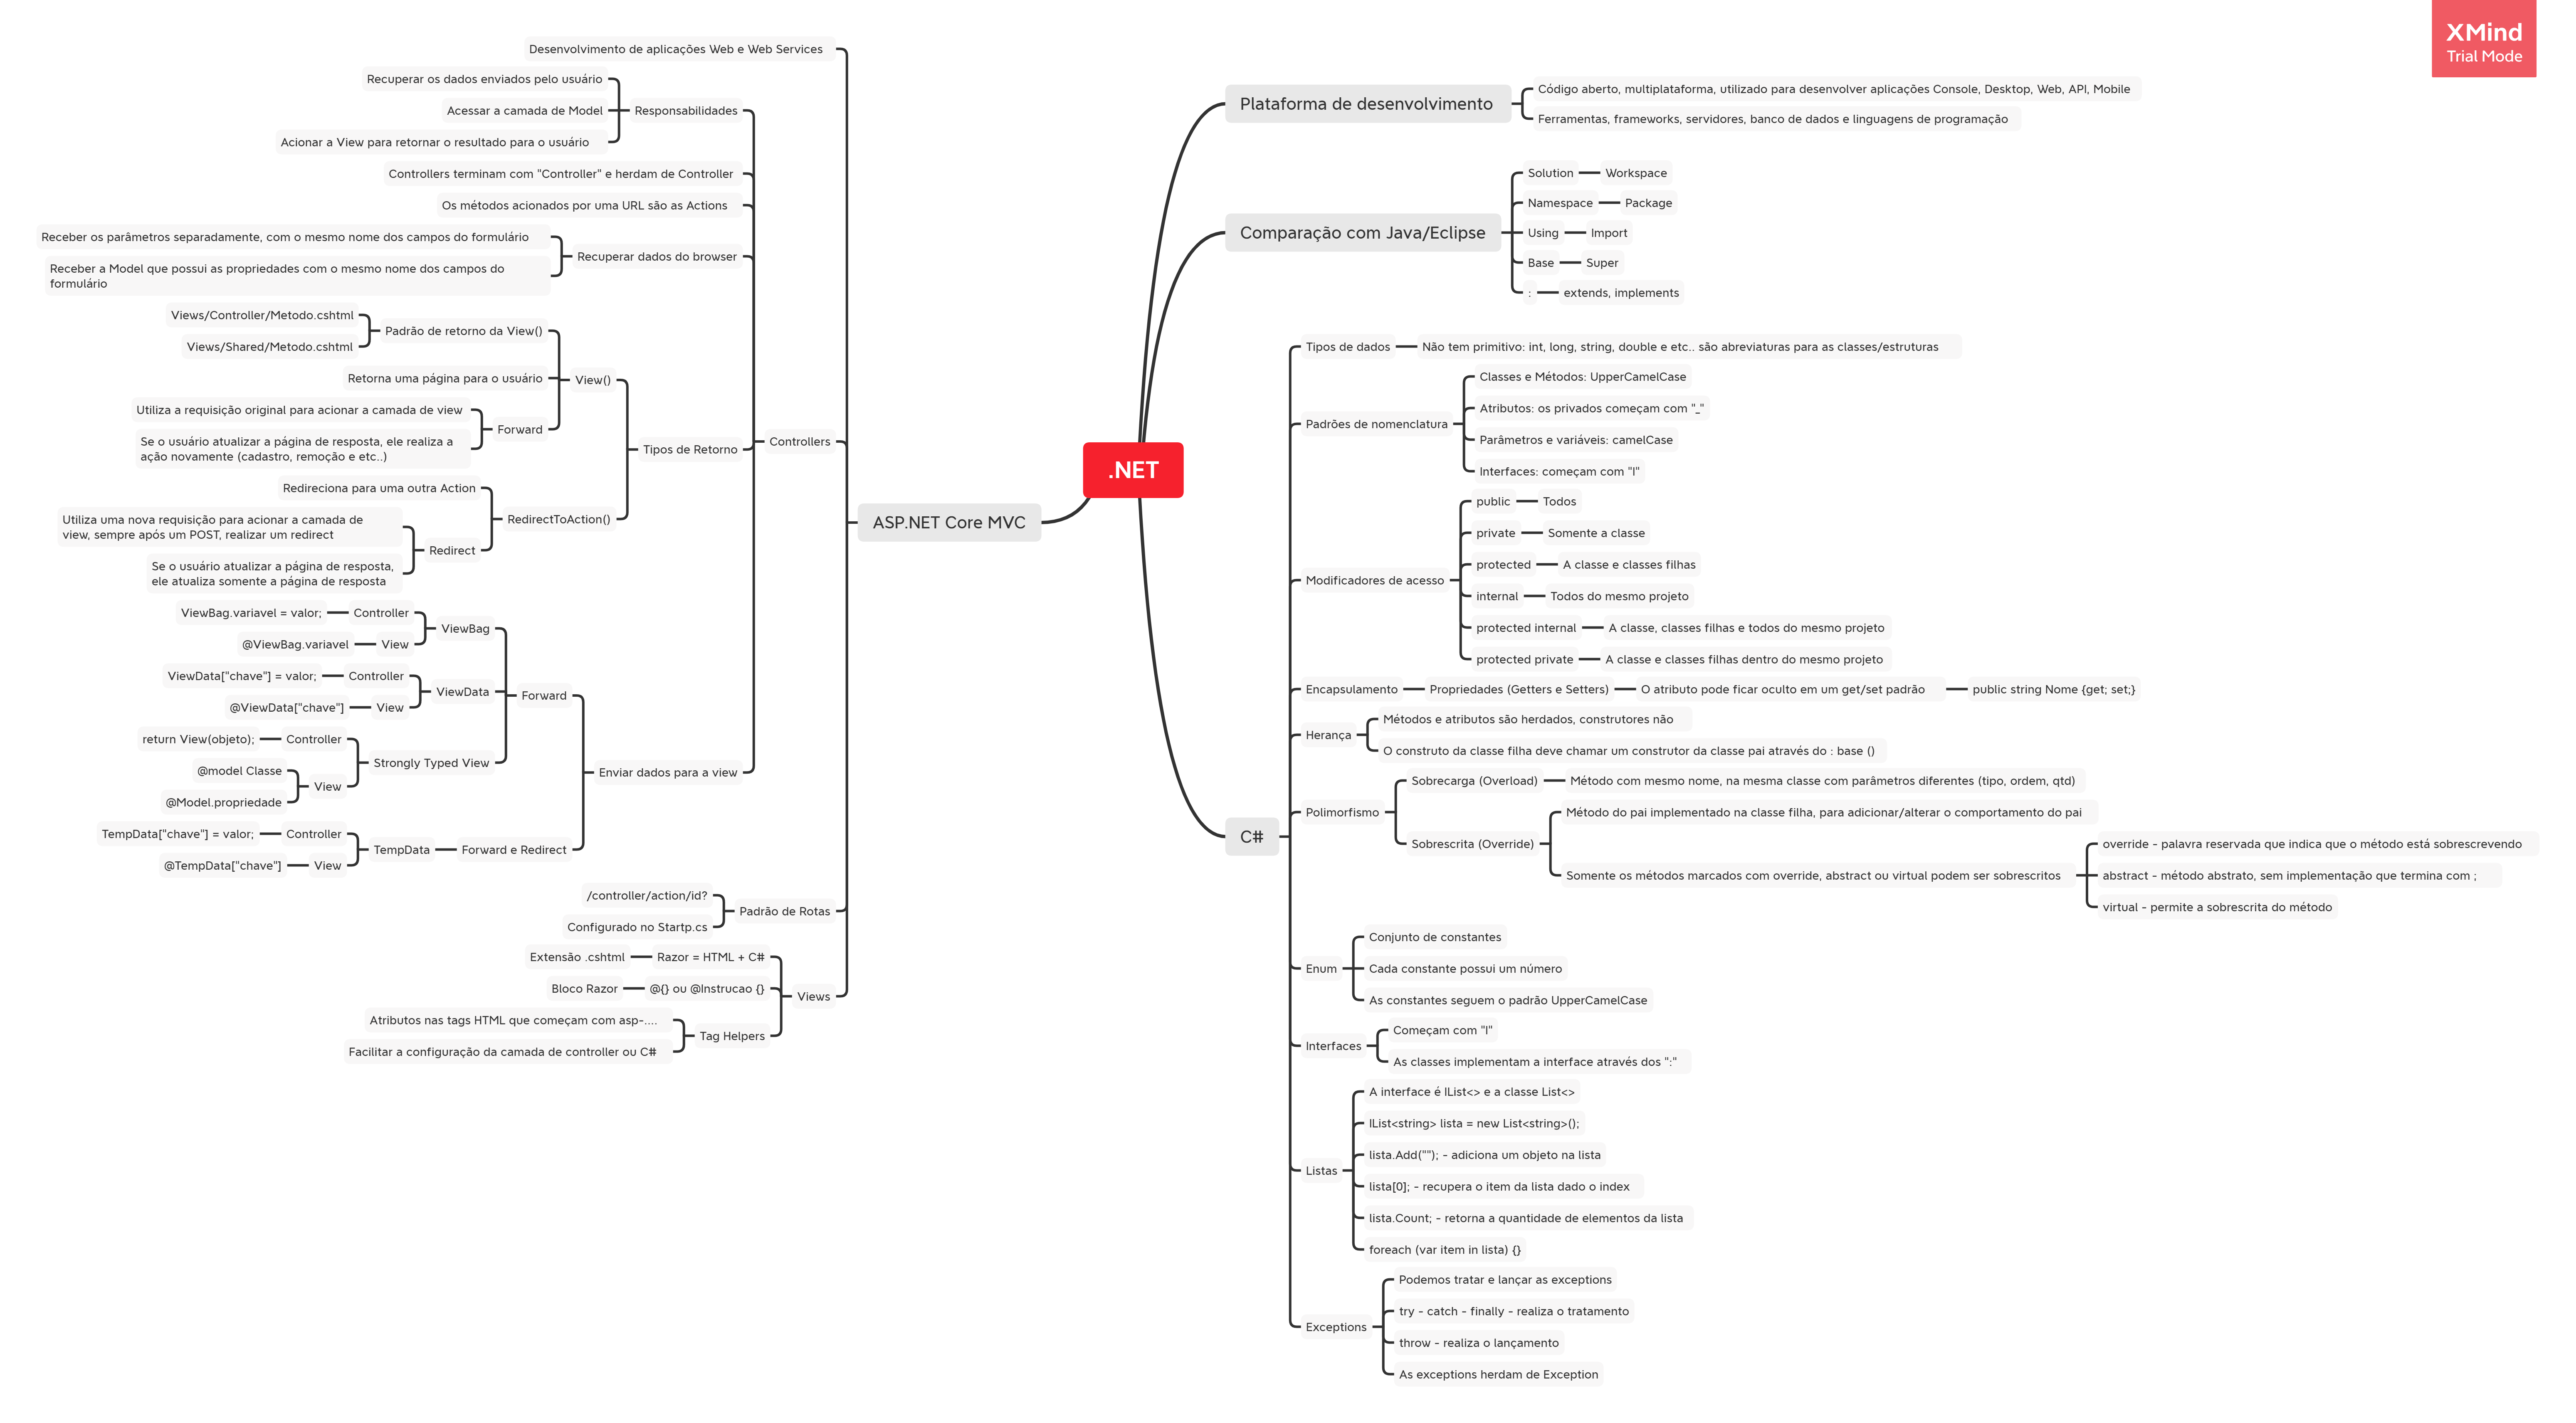 XMind
Trial Mode
.NET
Plataforma de desenvolvimento
Código aberto, multiplataforma, utilizado para desenvolver aplicações Console, Desktop, Web, API, Mobile
Ferramentas, frameworks, servidores, banco de dados e linguagens de programação
Comparação com Java/Eclipse
Solution
Workspace
Namespace
Package
Using
Import
Base
Super
:
extends, implements
C#
Tipos de dados
Não tem primitivo: int, long, string, double e etc.. são abreviaturas para as classes/estruturas
Padrões de nomenclatura
Classes e Métodos: UpperCamelCase
Atributos: os privados começam com "_"
Parâmetros e variáveis: camelCase
Interfaces: começam com "I"
Modificadores de acesso
public
Todos
private
Somente a classe
protected
A classe e classes filhas
internal
Todos do mesmo projeto
protected internal
A classe, classes filhas e todos do mesmo projeto
protected private
A classe e classes filhas dentro do mesmo projeto
Encapsulamento
Propriedades (Getters e Setters)
O atributo pode ficar oculto em um get/set padrão
public string Nome {get; set;}
Herança
Métodos e atributos são herdados, construtores não
O construto da classe filha deve chamar um construtor da classe pai através do : base ()
Polimorfismo
Sobrecarga (Overload)
Método com mesmo nome, na mesma classe com parâmetros diferentes (tipo, ordem, qtd)
Sobrescrita (Override)
Método do pai implementado na classe filha, para adicionar/alterar o comportamento do pai
Somente os métodos marcados com override, abstract ou virtual podem ser sobrescritos
override - palavra reservada que indica que o método está sobrescrevendo
abstract - método abstrato, sem implementação que termina com ;
virtual - permite a sobrescrita do método
Enum
Conjunto de constantes
Cada constante possui um número
As constantes seguem o padrão UpperCamelCase
Interfaces
Começam com "I"
As classes implementam a interface através dos ":"
Listas
A interface é IList<> e a classe List<>
IList<string> lista = new List<string>();
lista.Add(""); - adiciona um objeto na lista
lista[0]; - recupera o item da lista dado o index
lista.Count; - retorna a quantidade de elementos da lista
foreach (var item in lista) {}
Exceptions
Podemos tratar e lançar as exceptions
try - catch - finally - realiza o tratamento
throw - realiza o lançamento
As exceptions herdam de Exception
ASP.NET Core MVC
Desenvolvimento de aplicações Web e Web Services
Controllers
Responsabilidades
Recuperar os dados enviados pelo usuário
Acessar a camada de Model
Acionar a View para retornar o resultado para o usuário
Controllers terminam com "Controller" e herdam de Controller
Os métodos acionados por uma URL são as Actions
Recuperar dados do browser
Receber os parâmetros separadamente, com o mesmo nome dos campos do formulário
Receber a Model que possui as propriedades com o mesmo nome dos campos do
formulário
Tipos de Retorno
View()
Padrão de retorno da View()
Views/Controller/Metodo.cshtml
Views/Shared/Metodo.cshtml
Retorna uma página para o usuário
Forward
Utiliza a requisição original para acionar a camada de view
Se o usuário atualizar a página de resposta, ele realiza a
ação novamente (cadastro, remoção e etc..)
RedirectToAction()
Redireciona para uma outra Action
Redirect
Utiliza uma nova requisição para acionar a camada de
view, sempre após um POST, realizar um redirect
Se o usuário atualizar a página de resposta,
ele atualiza somente a página de resposta
Enviar dados para a view
Forward
ViewBag
Controller
ViewBag.variavel = valor;
View
@ViewBag.variavel
ViewData
Controller
ViewData["chave"] = valor;
View
@ViewData["chave"]
Strongly Typed View
Controller
return View(objeto);
View
@model Classe
@Model.propriedade
Forward e Redirect
TempData
Controller
TempData["chave"] = valor;
View
@TempData["chave"]
Padrão de Rotas
/controller/action/id?
Configurado no Startp.cs
Views
Razor = HTML + C#
Extensão .cshtml
@{} ou @Instrucao {}
Bloco Razor
Tag Helpers
Atributos nas tags HTML que começam com asp-....
Facilitar a configuração da camada de controller ou C#